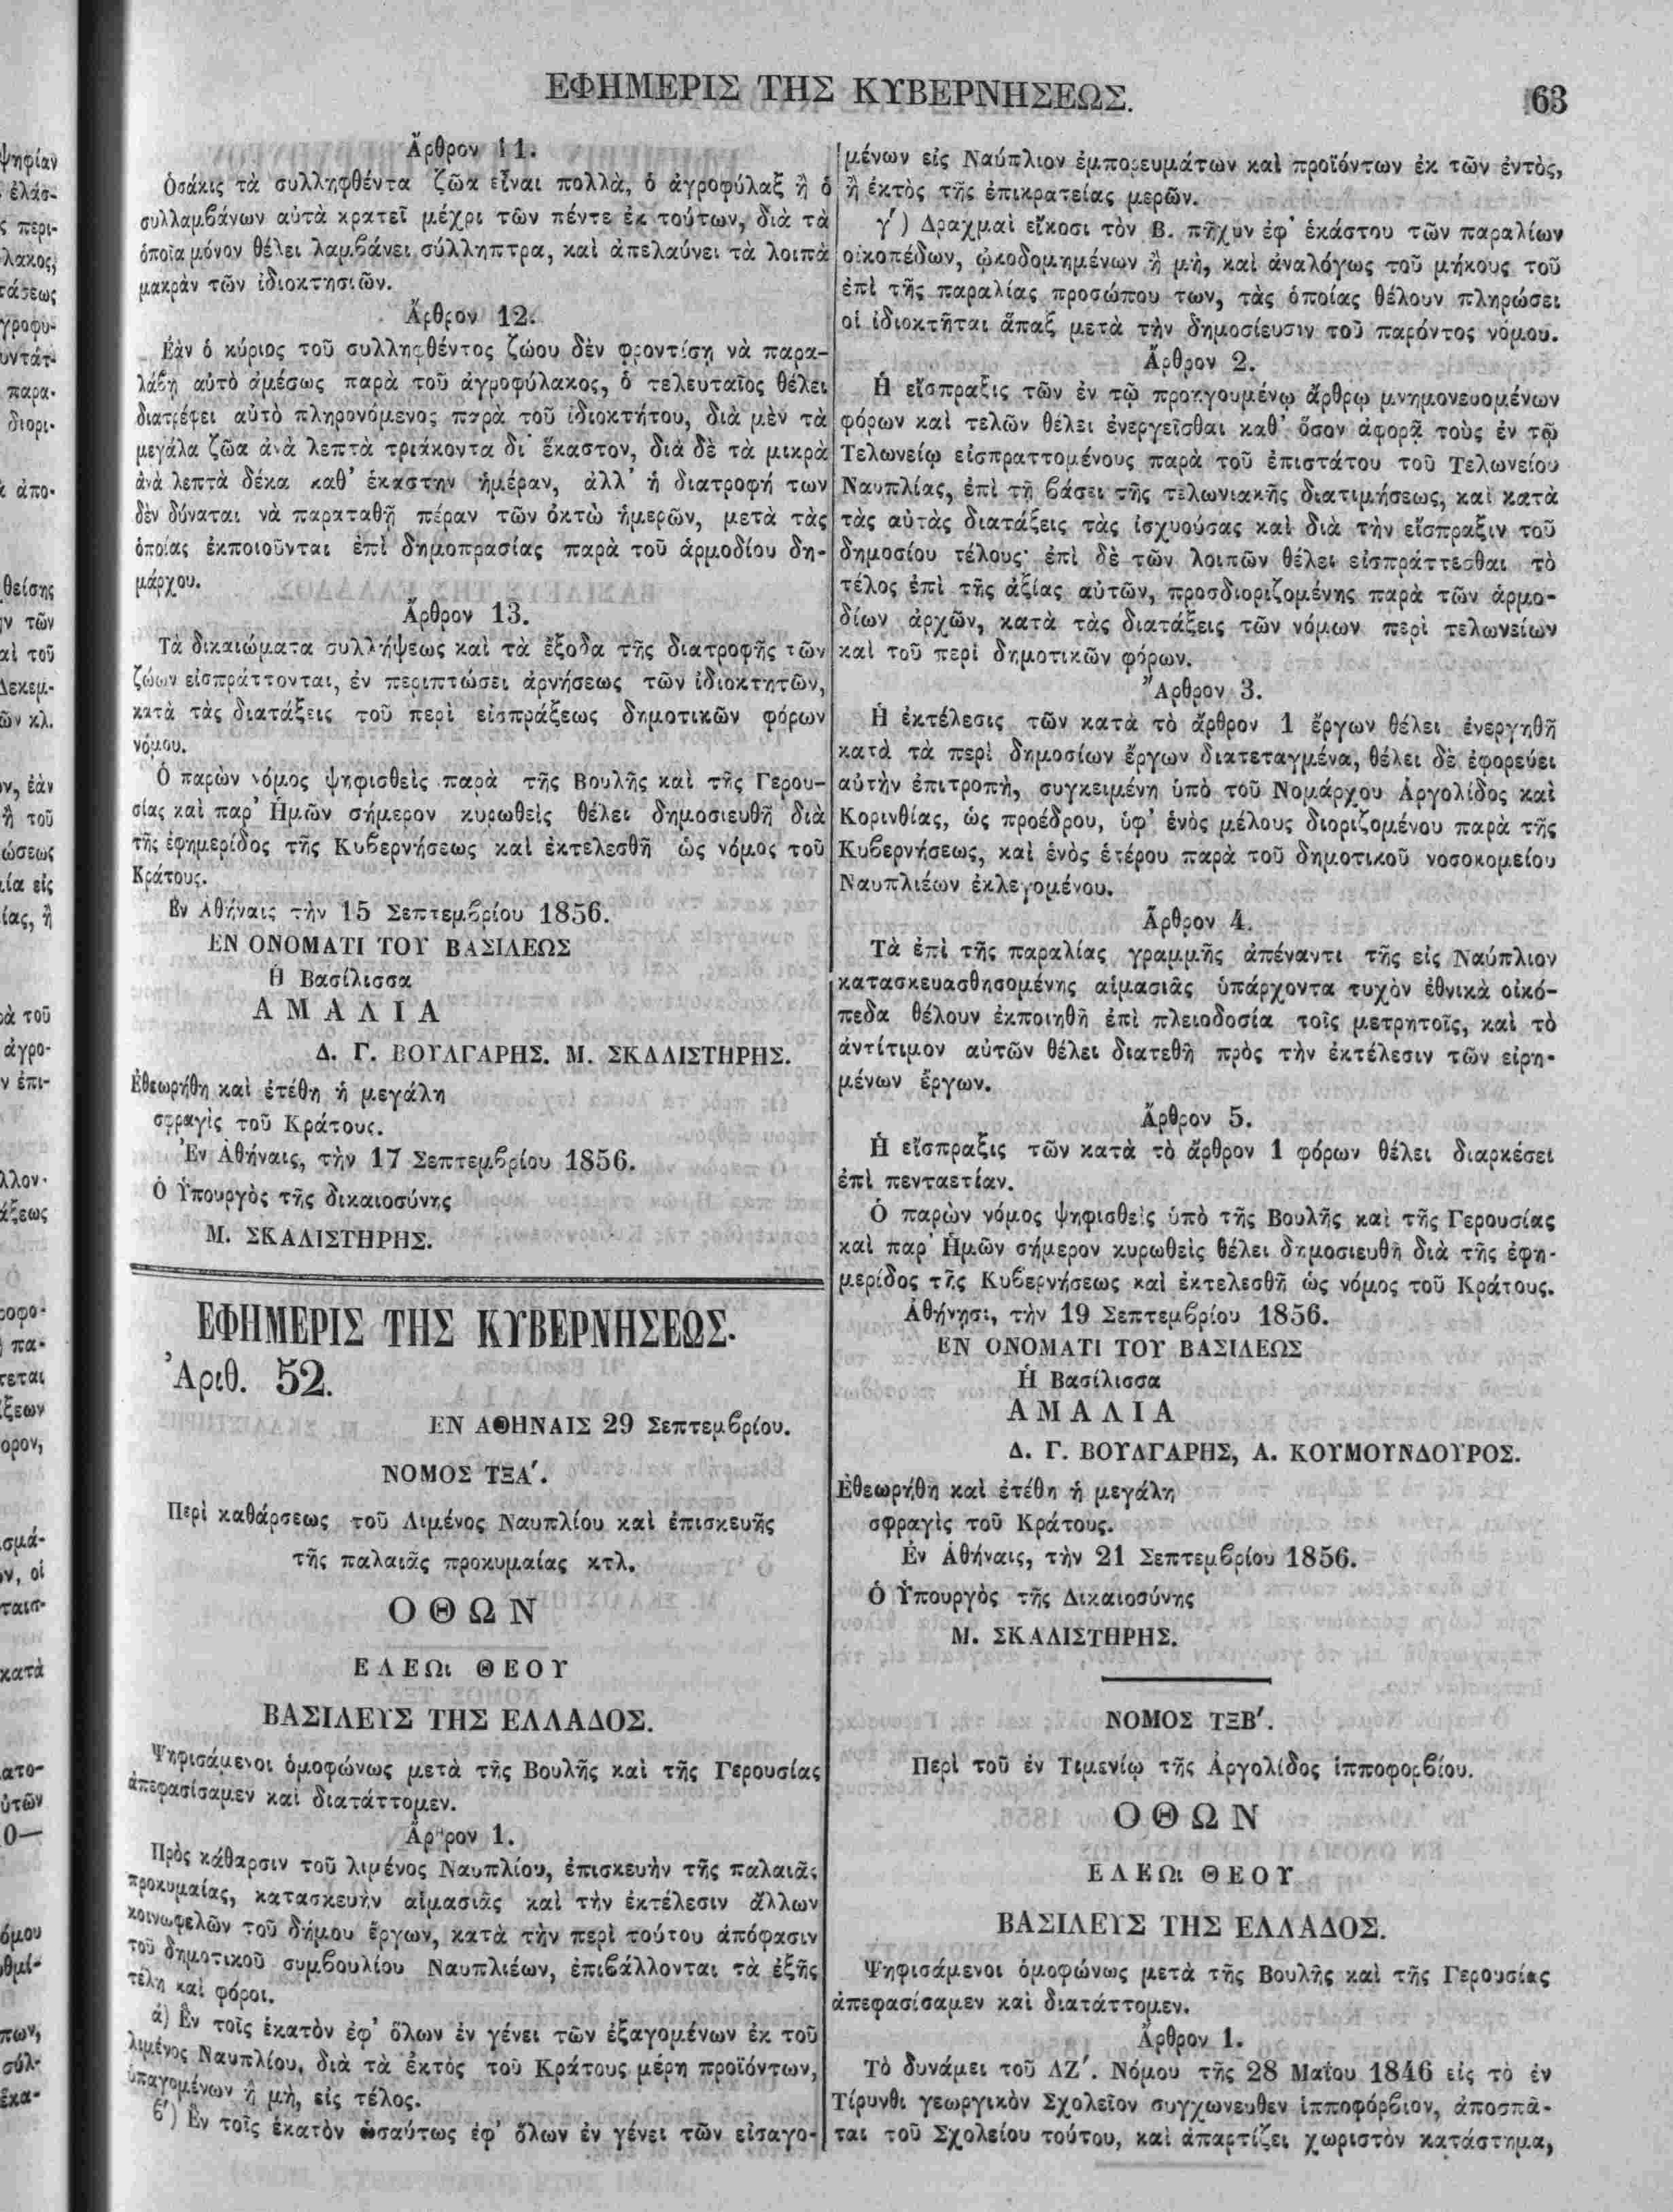 ΕΦΗΜΕΡΙΣ ΤΗΣ ΚΥΒΕΡΝΗΣΕΩΣ.
63
Ἄρθρον 11.
Ὁσάκις τὰ συλληφθέντα ζῶα εἶναι πολλὰ, ὁ ἀγροφύλαξ ἢ ὁ
συλλαμβάνων αὐτὰ κρατεῖ μέχρι τῶν πέντε ἐκ τούτων, διὰ τὰ
ὁποῖα μόνον θέλει λαμβάνει σύλληπτρα, καὶ ἀπελαύνει τὰ λοιπὰ
μακρὰν τῶν ἰδιοκτησιῶν.
Ἄρθρον 12.
Ἐὰν ὁ κύριος τοῦ συλληφθέντος ζώου δὲν φροντίσῃ νὰ παρα-
λάβῃ αὐτὸ ἀμέσως παρὰ τοῦ ἀγροφύλακος, ὁ τελευταῖος θέλει
διατρέφει αὐτὸ πληρονόμενος παρὰ τοῦ ἰδιοκτήτου, διὰ μὲν τὰ
μεγάλα ζῶα ἀνὰ λεπτὰ τριάκοντα δι' ἕκαστον, διὰ δὲ τὰ μικρὰ
ἀνὰ λεπτὰ δέκα καθ' ἑκάστην ἡμέραν, ἀλλ' ἡ διατροφή των
δὲν δύναται νὰ παραταθῇ πέραν τῶν ὀκτὼ ἡμερῶν, μετὰ τὰς
ὁποίας ἐκποιοῦνται ἐπὶ δημοπρασίας παρὰ τοῦ ἁρμοδίου δη-
μάρχου.
Ἄρθρον 13.
Τὰ δικαιώματα συλλήψεως καὶ τὰ ἔξοδα τῆς διατροφῆς τῶν
ζώων εἰσπράττονται, ἐν περιπτώσει ἀρνήσεως τῶν ἰδιοκτητῶν,
κατὰ τὰς διατάξεις τοῦ περὶ εἰσπράξεως δημοτικῶν φόρων
νόμου.
Ὁ παρὼν νόμος ψηφισθεὶς παρὰ τῆς Βουλῆς καὶ τῆς Γερου-
σίας καὶ παρ' Ἡμῶν σήμερον κυρωθεὶς θέλει δημοσιευθῆ διὰ
τῆς ἐφημερίδος τῆς Κυβερνήσεως καὶ ἐκτελεσθῆ ὡς νόμος τοῦ
Κράτους.
Ἐν Ἀθήναις τὴν 15 Σεπτεμβρίου 1856.
ΕΝ ΟΝΟΜΑΤΙ ΤΟΥ ΒΑΣΙΛΕΩΣ
Ἡ Βασίλισσα
ΑΜΑΛΙΑ
Δ. Γ. ΒΟΥΛΓΑΡΗΣ. Μ. ΣΚΑΛΙΣΤΗΡΗΣ.
Ἐθεωρήθη καὶ ἐτέθη ἡ μεγάλη
σφραγὶς τοῦ Κράτους.
Ἐν Ἀθήναις, τὴν 17 Σεπτεμβρίου 1856.
Ὁ Ὑπουργὸς τῆς δικαιοσύνης
Μ. ΣΚΑΛΙΣΤΗΡΗΣ.
ΕΦΗΜΕΡΙΣ ΤΗΣ ΚΥΒΕΡΝΗΣΕΩΣ.
Ἀριθ. 52.
ΕΝ ΑΘΗΝΑΙΣ 29 Σεπτεμβρίου.
ΝΟΜΟΣ ΤΞΑ'.
Περὶ καθάρσεως τοῦ Λιμένος Ναυπλίου καὶ ἐπισκευῆς
τῆς παλαιᾶς προκυμαίας κτλ.
ΟΘΩΝ
ΕΛΕΩι ΘΕΟΥ
ΒΑΣΙΛΕΥΣ ΤΗΣ ΕΛΛΑΔΟΣ.
Ψηφισάμενοι ὁμοφώνως μετὰ τῆς Βουλῆς καὶ τῆς Γερουσίας
ἀπεφασίσαμεν καὶ διατάττομεν.
Ἄρθρον 1.
Πρὸς κάθαρσιν τοῦ λιμένος Ναυπλίου, ἐπισκευὴν τῆς παλαιᾶς
προκυμαίας, κατασκευὴν αἱμασιᾶς καὶ τὴν ἐκτέλεσιν ἄλλων
κοινωφελῶν τοῦ δήμου ἔργων, κατὰ τὴν περὶ τούτου ἀπόφασιν
τοῦ δημοτικοῦ συμβουλίου Ναυπλιέων, ἐπιβάλλονται τὰ ἑξῆς
τέλη καὶ φόροι.
ά) Ἓν τοῖς ἑκατὸν ἐφ' ὅλων ἐν γένει τῶν ἐξαγομένων ἐκ τοῦ
λιμένος Ναυπλίου, διὰ τὰ ἐκτὸς τοῦ Κράτους μέρη προϊόντων,
ὑπαγομένων ἢ μὴ, εἰς τέλος.
β') Ἓν τοῖς ἑκατὸν ὡσαύτως ἐφ' ὅλων ἐν γένει τῶν εἰσαγο-
μένων εἰς Ναύπλιον ἐμπορευμάτων καὶ προϊόντων ἐκ τῶν ἐντὸς,
ἢ ἐκτὸς τῆς ἐπικρατείας μερῶν.
γ') Δραχμαὶ εἴκοσι τὸν Β. πῆχυν ἐφ' ἑκάστου τῶν παραλίων
οἰκοπέδων, ᾠκοδομημένων ἢ μὴ, καὶ ἀναλόγως τοῦ μήκους τοῦ
ἐπὶ τῆς παραλίας προσώπου των, τὰς ὁποίας θέλουν πληρώσει
οἱ ἰδιοκτῆται ἅπαξ μετὰ τὴν δημοσίευσιν τοῦ παρόντος νόμου.
Ἄρθρον 2.
Ἡ εἴσπραξις τῶν ἐν τῷ προηγουμένῳ ἄρθρῳ μνημονευομένων
φόρων καὶ τελῶν θέλει ἐνεργεῖσθαι καθ' ὅσον ἀφορᾷ τοὺς ἐν τῷ
Τελωνείῳ εἰσπραττομένους παρὰ τοῦ ἐπιστάτου τοῦ Τελωνείου
Ναυπλίας, ἐπὶ τῇ βάσει τῆς τελωνιακῆς διατιμήσεως, καὶ κατὰ
τὰς αὐτὰς διατάξεις τὰς ἰσχυούσας καὶ διὰ τὴν εἴσπραξιν τοῦ
δημοσίου τέλους· ἐπὶ δὲ τῶν λοιπῶν θέλει εἰσπράττεσθαι τὸ
τέλος ἐπὶ τῆς ἀξίας αὐτῶν, προσδιοριζομένης παρὰ τῶν ἁρμο-
δίων ἀρχῶν, κατὰ τὰς διατάξεις τῶν νόμων περὶ τελωνείων
καὶ τοῦ περὶ δημοτικῶν φόρων.
Ἄρθρον 3.
Ἡ ἐκτέλεσις τῶν κατὰ τὸ ἄρθρον 1 ἔργων θέλει ἐνεργηθῆ
κατὰ τὰ περὶ δημοσίων ἔργων διατεταγμένα, θέλει δὲ ἐφορεύει
αὐτὴν ἐπιτροπὴ, συγκειμένη ὑπὸ τοῦ Νομάρχου Ἀργολίδος καὶ
Κορινθίας, ὡς προέδρου, ὑφ' ἑνὸς μέλους διοριζομένου παρὰ τῆς
Κυβερνήσεως, καὶ ἑνὸς ἑτέρου παρὰ τοῦ δημοτικοῦ νοσοκομείου
Ναυπλιέων ἐκλεγομένου.
Ἄρθρον 4.
Τὰ ἐπὶ τῆς παραλίας γραμμῆς ἀπέναντι τῆς εἰς Ναύπλιον
κατασκευασθησομένης αἱμασιᾶς ὑπάρχοντα τυχὸν ἐθνικὰ οἰκό-
πεδα θέλουν ἐκποιηθῆ ἐπὶ πλειοδοσίᾳ τοῖς μετρητοῖς, καὶ τὸ
ἀντίτιμον αὐτῶν θέλει διατεθῆ πρὸς τὴν ἐκτέλεσιν τῶν εἰρη-
μένων ἔργων.
Ἄρθρον 5.
Ἡ εἴσπραξις τῶν κατὰ τὸ ἄρθρον 1 φόρων θέλει διαρκέσει
ἐπὶ πενταετίαν.
Ὁ παρὼν νόμος ψηφισθεὶς ὑπὸ τῆς Βουλῆς καὶ τῆς Γερουσίας
καὶ παρ' Ἡμῶν σήμερον κυρωθεὶς θέλει δημοσιευθῆ διὰ τῆς ἐφη-
μερίδος τῆς Κυβερνήσεως καὶ ἐκτελεσθῆ ὡς νόμος τοῦ Κράτους.
Ἀθήνησι, τὴν 19 Σεπτεμβρίου 1856.
ΕΝ ΟΝΟΜΑΤΙ ΤΟΥ ΒΑΣΙΛΕΩΣ
Ἡ Βασίλισσα
ΑΜΑΛΙΑ
Δ. Γ. ΒΟΥΛΓΑΡΗΣ, Α. ΚΟΥΜΟΥΝΔΟΥΡΟΣ.
Ἐθεωρήθη καὶ ἐτέθη ἡ μεγάλη
σφραγὶς τοῦ Κράτους.
Ἐν Ἀθήναις, τὴν 21 Σεπτεμβρίου 1856.
Ὁ Ὑπουργὸς τῆς Δικαιοσύνης
Μ. ΣΚΑΛΙΣΤΗΡΗΣ.
ΝΟΜΟΣ ΤΞΒ'.
Περὶ τοῦ ἐν Τιμενίῳ τῆς Ἀργολίδος ἱπποφορβίου.
ΟΘΩΝ
ΕΛΕΩι ΘΕΟΥ
ΒΑΣΙΛΕΥΣ ΤΗΣ ΕΛΛΑΔΟΣ.
Ψηφισάμενοι ὁμοφώνως μετὰ τῆς Βουλῆς καὶ τῆς Γερουσίας
ἀπεφασίσαμεν καὶ διατάττομεν.
Ἄρθρον 1.
Τὸ δυνάμει τοῦ ΛΖ'. Νόμου τῆς 28 Μαΐου 1846 εἰς τὸ ἐν
Τίρυνθι γεωργικὸν Σχολεῖον συγχωνευθὲν ἱπποφόρβιον, ἀποσπᾶ-
ται τοῦ Σχολείου τούτου, καὶ ἀπαρτίζει χωριστὸν κατάστημα,